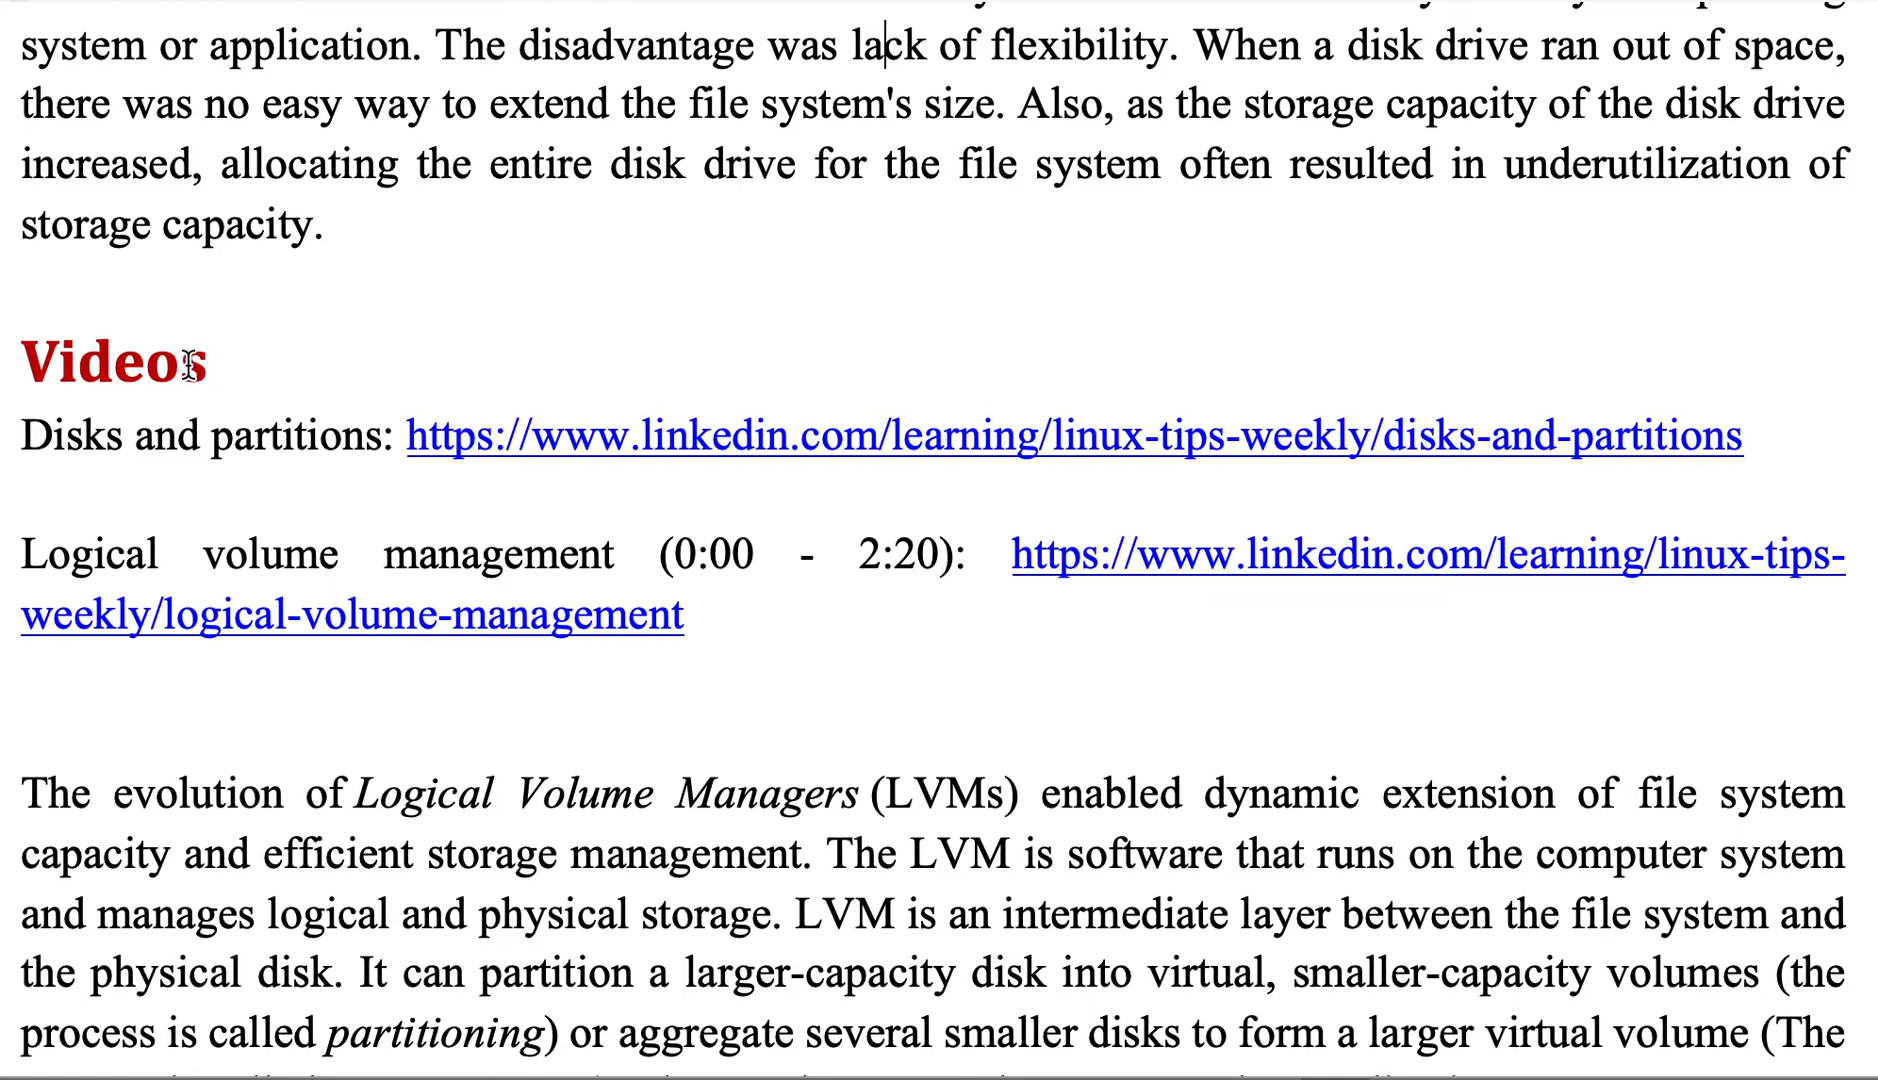 system or application. The disadvantage was lack of flexibility. When a disk drive ran out of space,
there was no easy way to extend the file system's size. Also, as the storage capacity of the disk drive
increased, allocating the entire disk drive for the file system often resulted in underutilization of
storage capacity.
Videos
Disks and partitions: https://www.linkedin.com/learning/linux-tips-weekly/disks-and-partitions
Logical volume management (0:00 - 2:20): https://www.linkedin.com/learning/linux-tips-
weekly/logical-volume-management
The evolution of Logical Volume Managers (LVMs) enabled dynamic extension of file system
capacity and efficient storage management. The LVM is software that runs on the computer system
and manages logical and physical storage. LVM is an intermediate layer between the file system and
the physical disk. It can partition a larger-capacity disk into virtual, smaller-capacity volumes (the
process is called partitioning) or aggregate several smaller disks to form a larger virtual volume (The